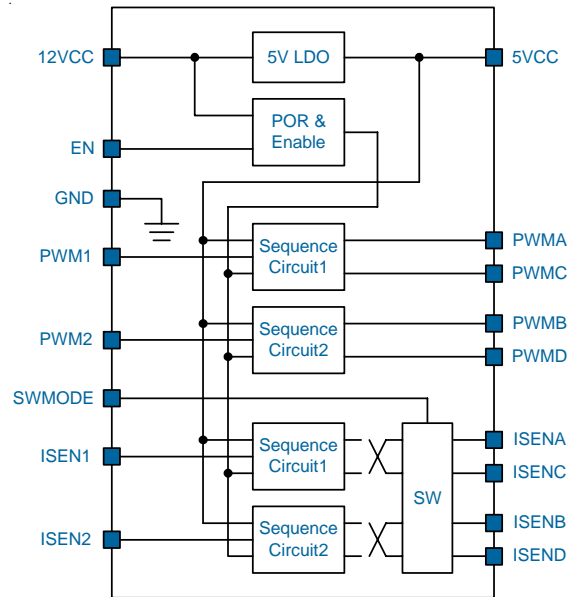 12VCC
5V LDO
5VCC
POR &
Enable
EN
GND
PWM1
Sequence
Circuit1
PWMA
PWMC
PWM2
Sequence
Circuit2
PWMB
PWMD
SWMODE
ISEN1
Sequence
Circuit1
SW
ISENA
ISENC
ISEN2
Sequence
Circuit2
ISENB
ISEND